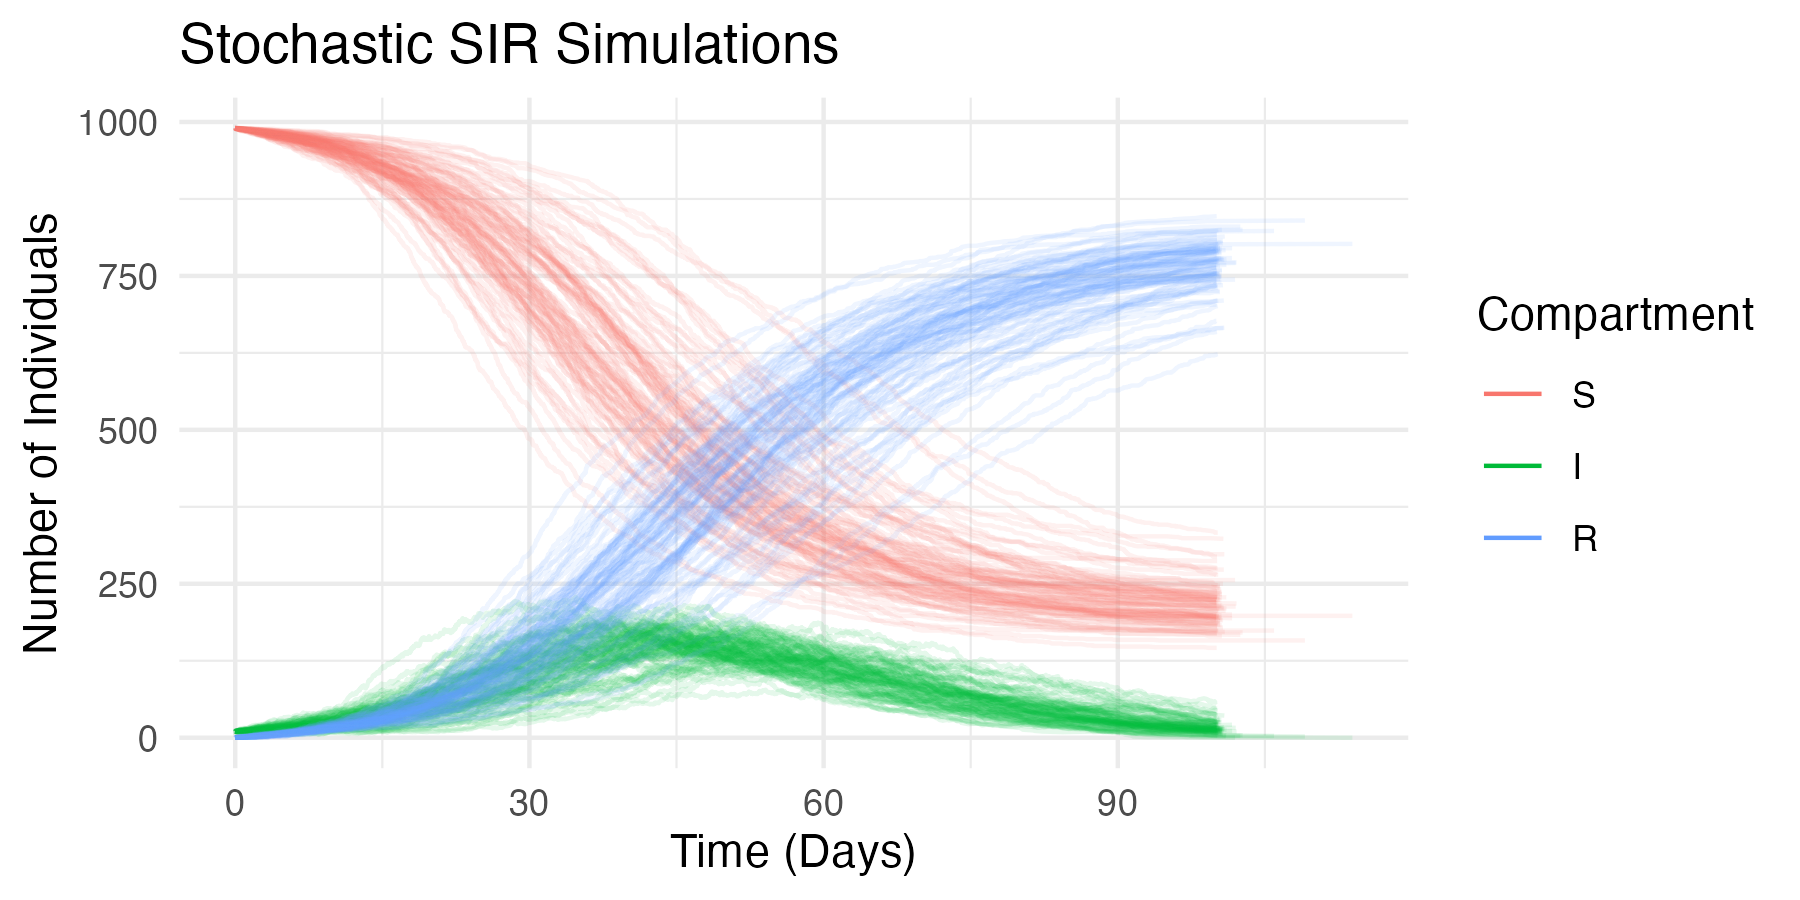 Stochastic SIR Simulations
Number of Individuals
1000
750
500
250
0
0 30 60 90
Time (Days)
Compartment
S
I
R